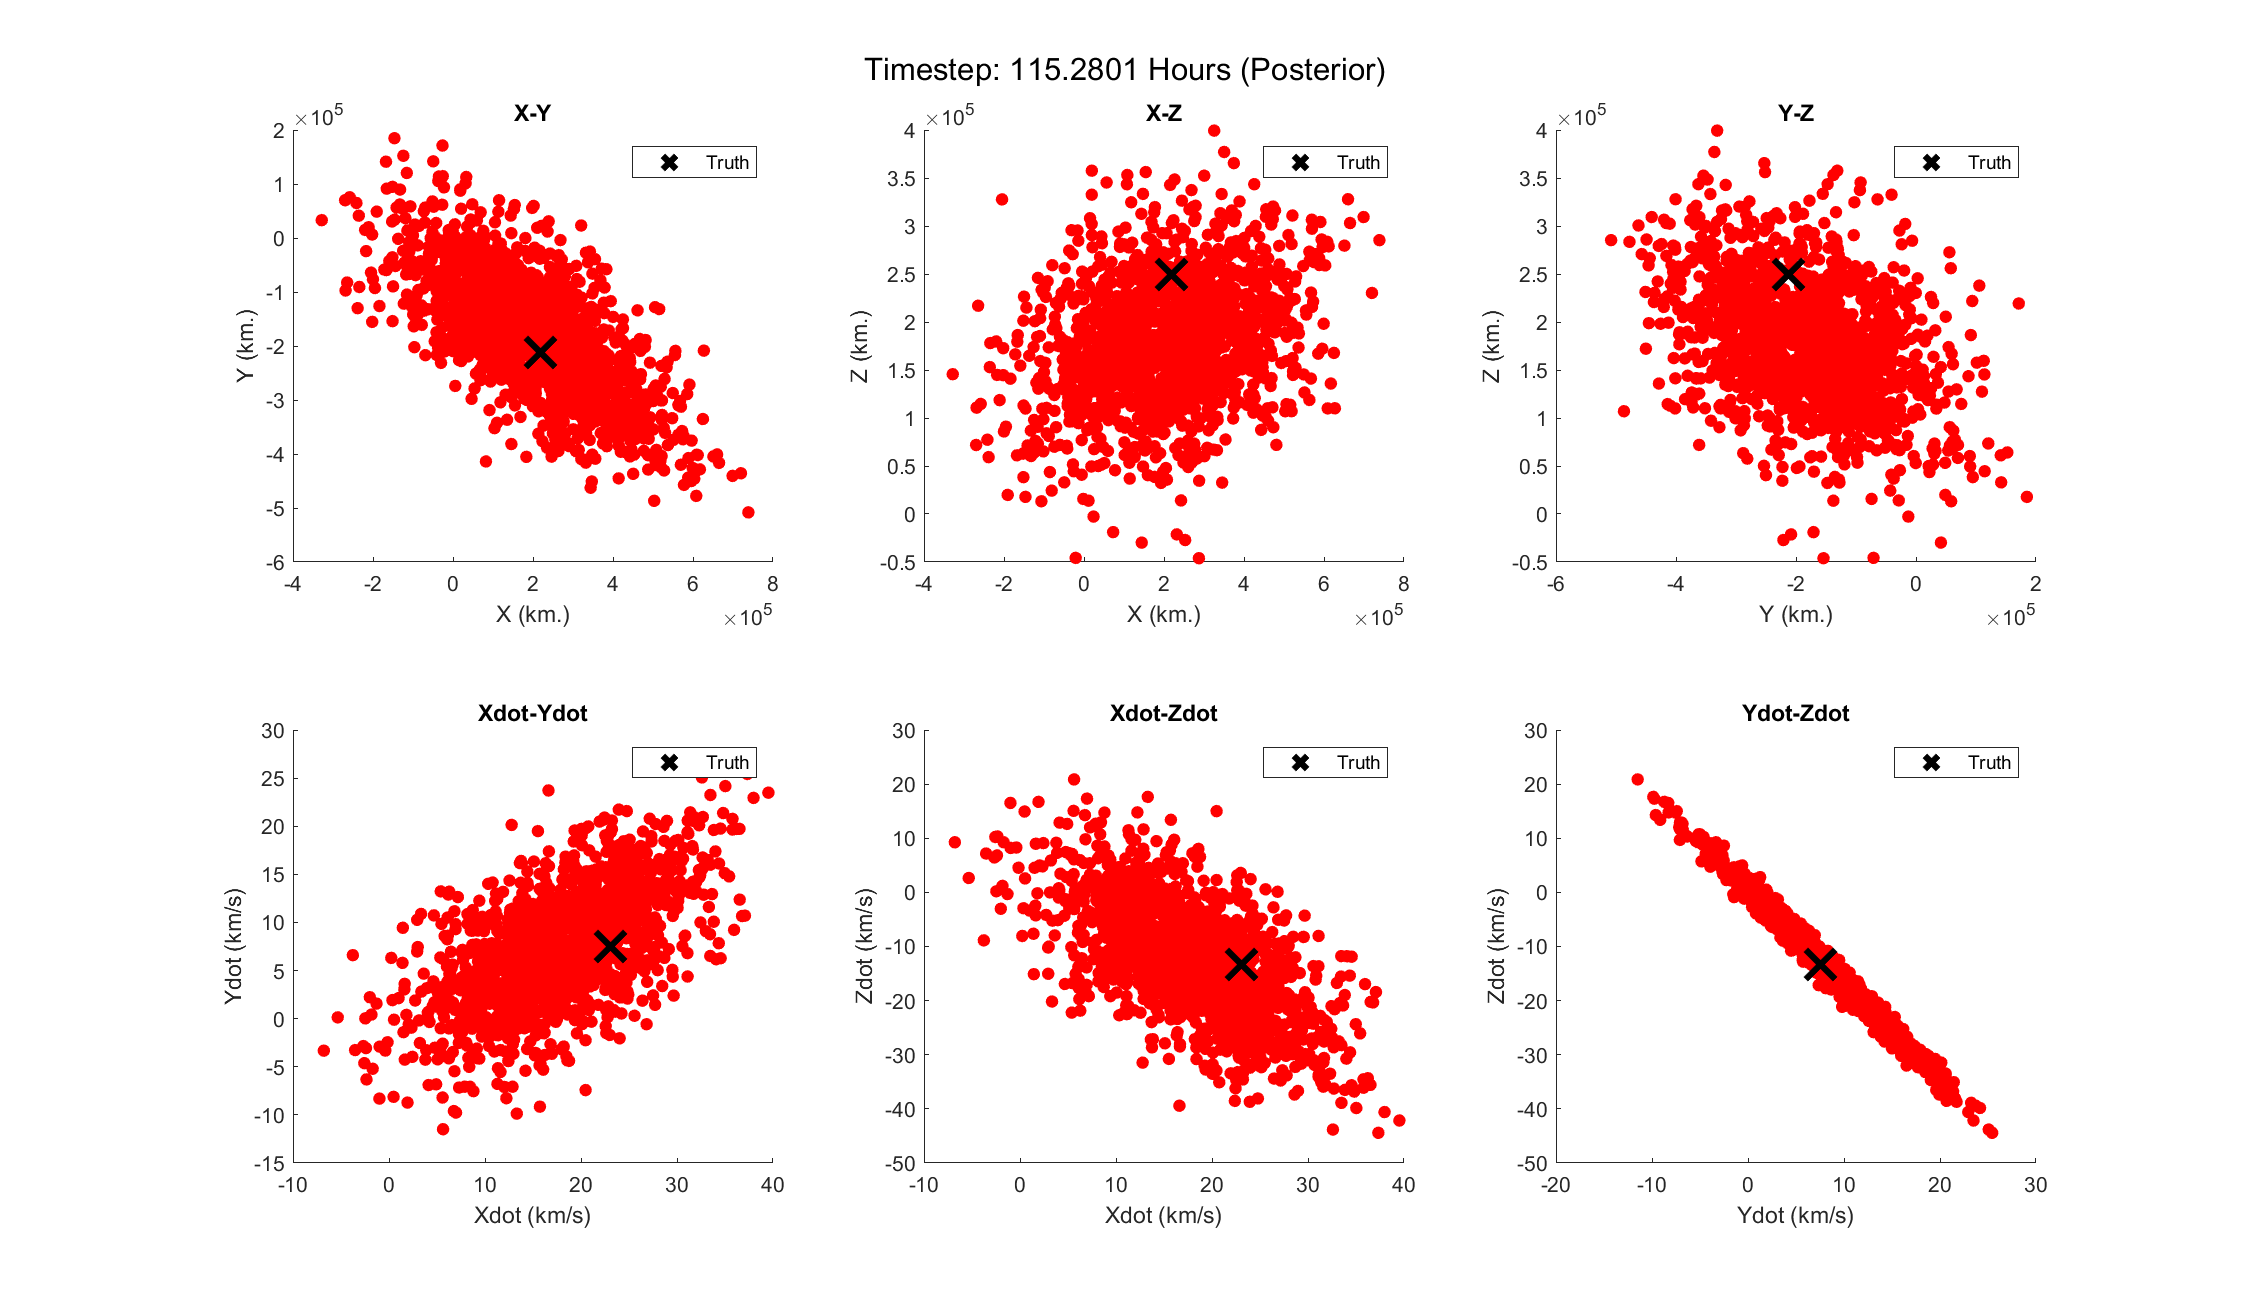 Timestep: 115.2801 Hours (Posterior)
X-Y
×10^5
Truth
2
1
0
-1
-2
-3
-4
-5
-6
Y (km.)
-4 -2 0 2 4 6 8
X (km.)
×10^5
X-Z
×10^5
Truth
4
3.5
3
2.5
2
1.5
1
0.5
0
-0.5
Z (km.)
-4 -2 0 2 4 6 8
X (km.)
×10^5
Y-Z
×10^5
Truth
4
3.5
3
2.5
2
1.5
1
0.5
0
-0.5
Z (km.)
-6 -4 -2 0 2
Y (km.)
×10^5
Xdot-Ydot
Truth
30
25
20
15
10
5
0
-5
-10
-15
Ydot (km/s)
-10 0 10 20 30 40
Xdot (km/s)
Xdot-Zdot
Truth
30
20
10
0
-10
-20
-30
-40
-50
Zdot (km/s)
-10 0 10 20 30 40
Xdot (km/s)
Ydot-Zdot
Truth
30
20
10
0
-10
-20
-30
-40
-50
Zdot (km/s)
-20 -10 0 10 20 30
Ydot (km/s)